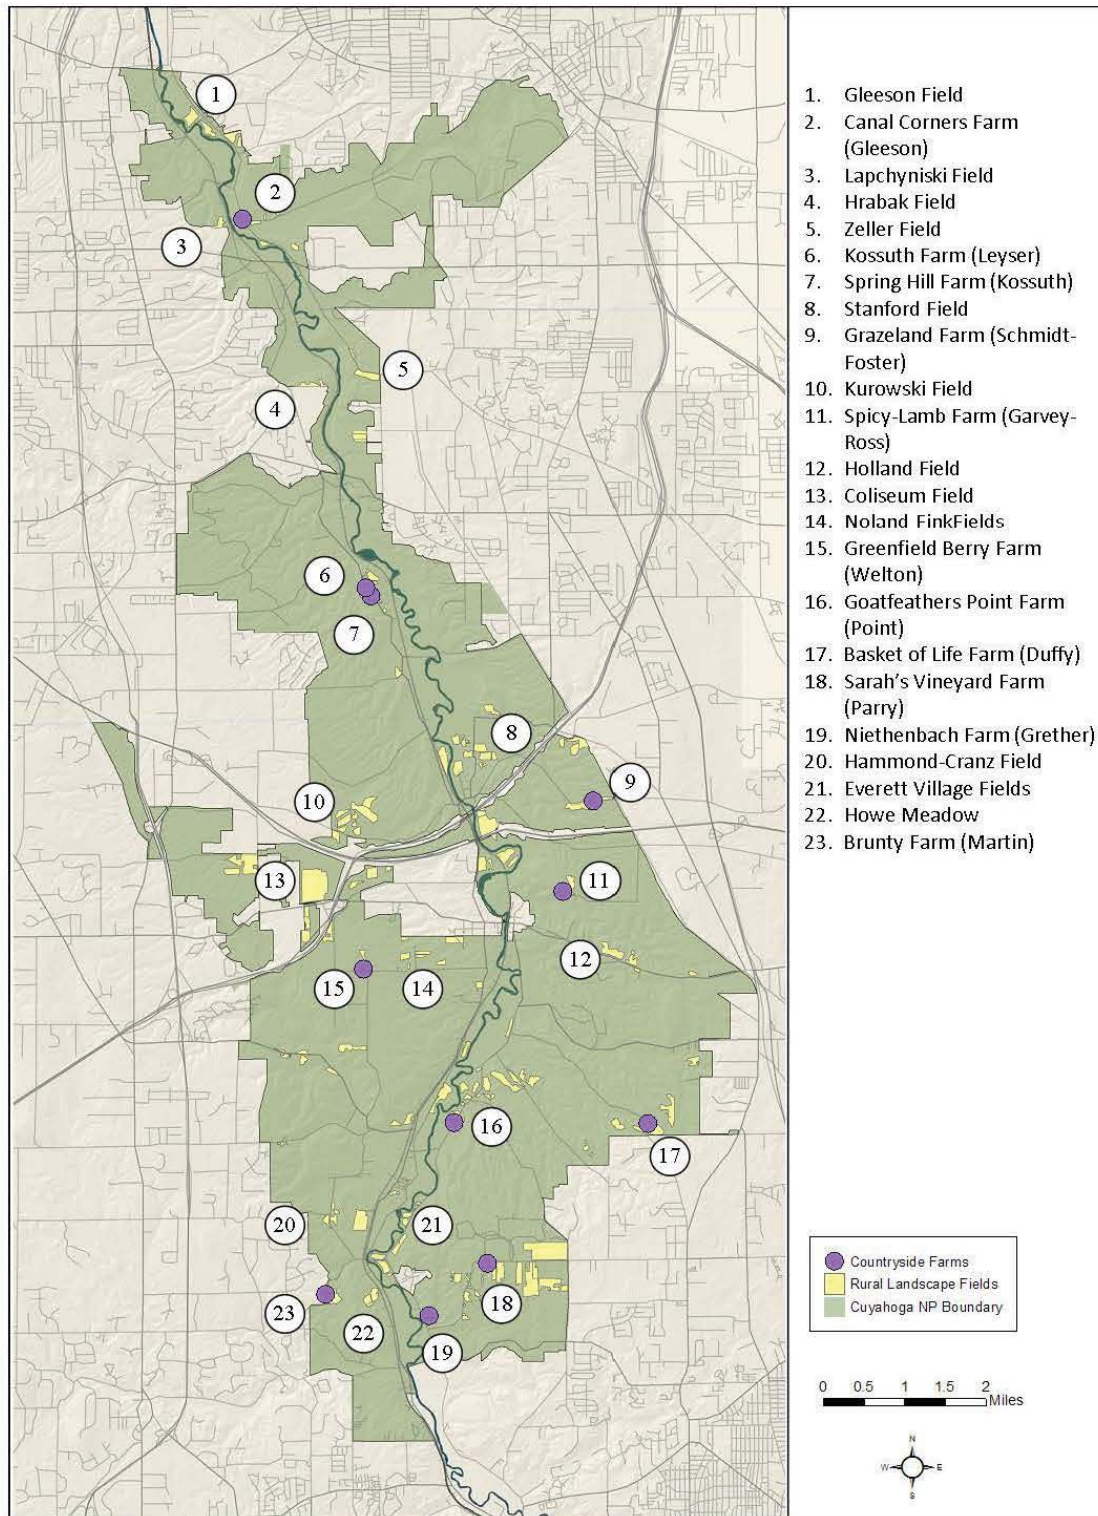 1
2
3
4
5
6
7
8
9
10
11
13
12
15
14
16
17
20
21
23
18
22
19
1. Gleeson Field
2. Canal Corners Farm
(Gleeson)
3. Lapchyniski Field
4. Hrabak Field
5. Zeller Field
6. Kossuth Farm (Leyser)
7. Spring Hill Farm (Kossuth)
8. Stanford Field
9. Grazeland Farm (Schmidt-
Foster)
10. Kurowski Field
11. Spicy-Lamb Farm (Garvey-
Ross)
12. Holland Field
13. Coliseum Field
14. Noland FinkFields
15. Greenfield Berry Farm
(Welton)
16. Goatfeathers Point Farm
(Point)
17. Basket of Life Farm (Duffy)
18. Sarah's Vineyard Farm
(Parry)
19. Niethenbach Farm (Grether)
20. Hammond-Cranz Field
21. Everett Village Fields
22. Howe Meadow
23. Brunty Farm (Martin)
Countryside Farms
Rural Landscape Fields
Cuyahoga NP Boundary
0 0.5 1 1.5 2
Miles
N
W E
S